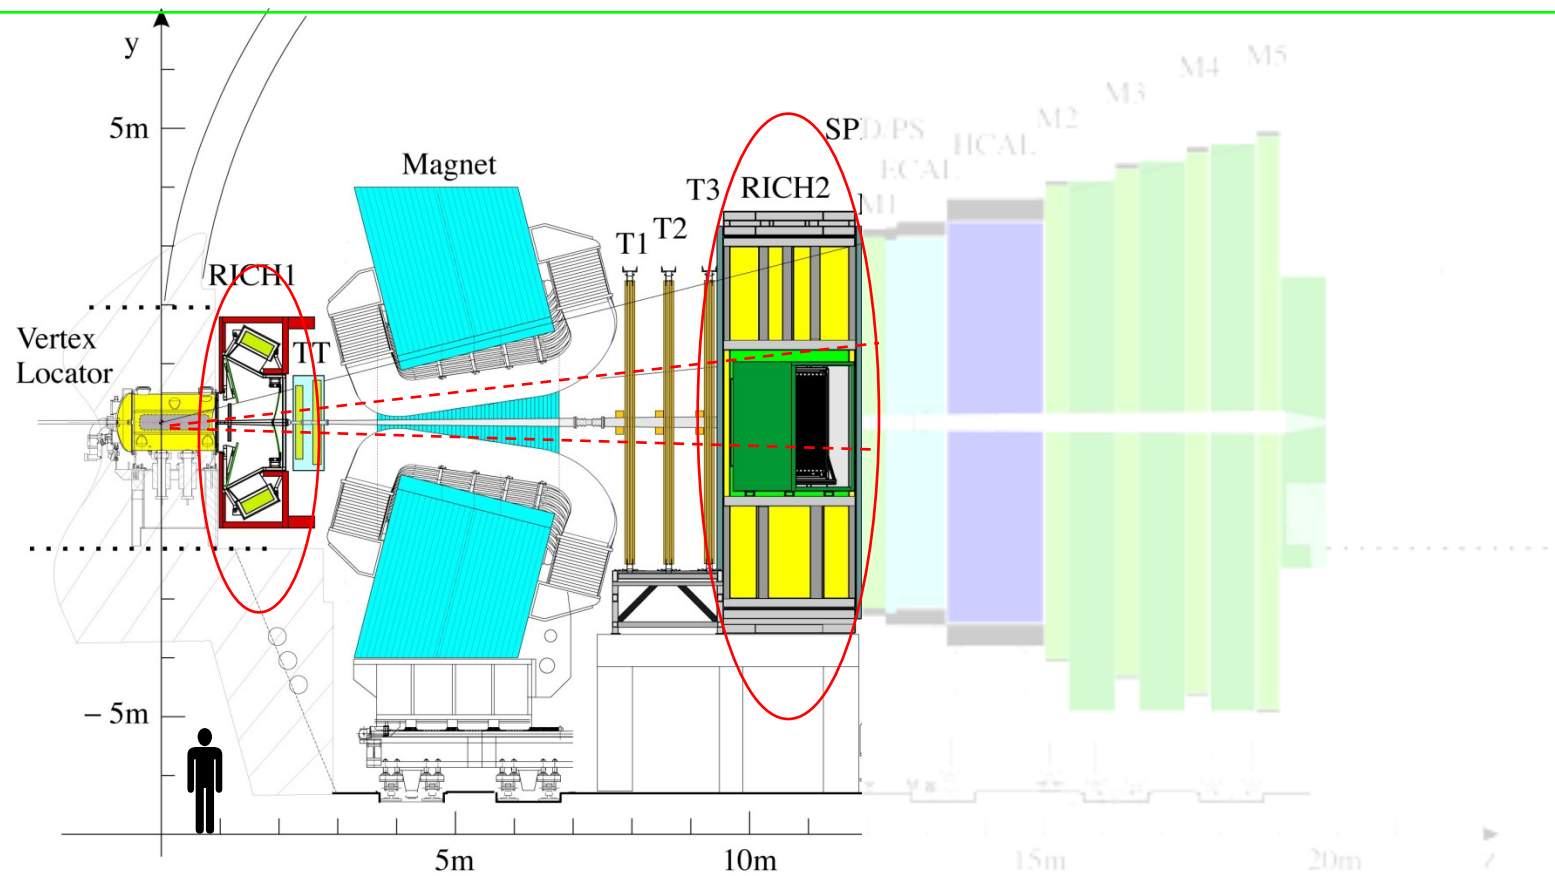 y
5m
Magnet
SPD/PS
HCAL
ECAL
M1
M2
M3
M4
M5
T3
RICH2
T2
T1
RICH1
TT
Vertex
Locator
– 5m
5m
10m
15m
20m
z